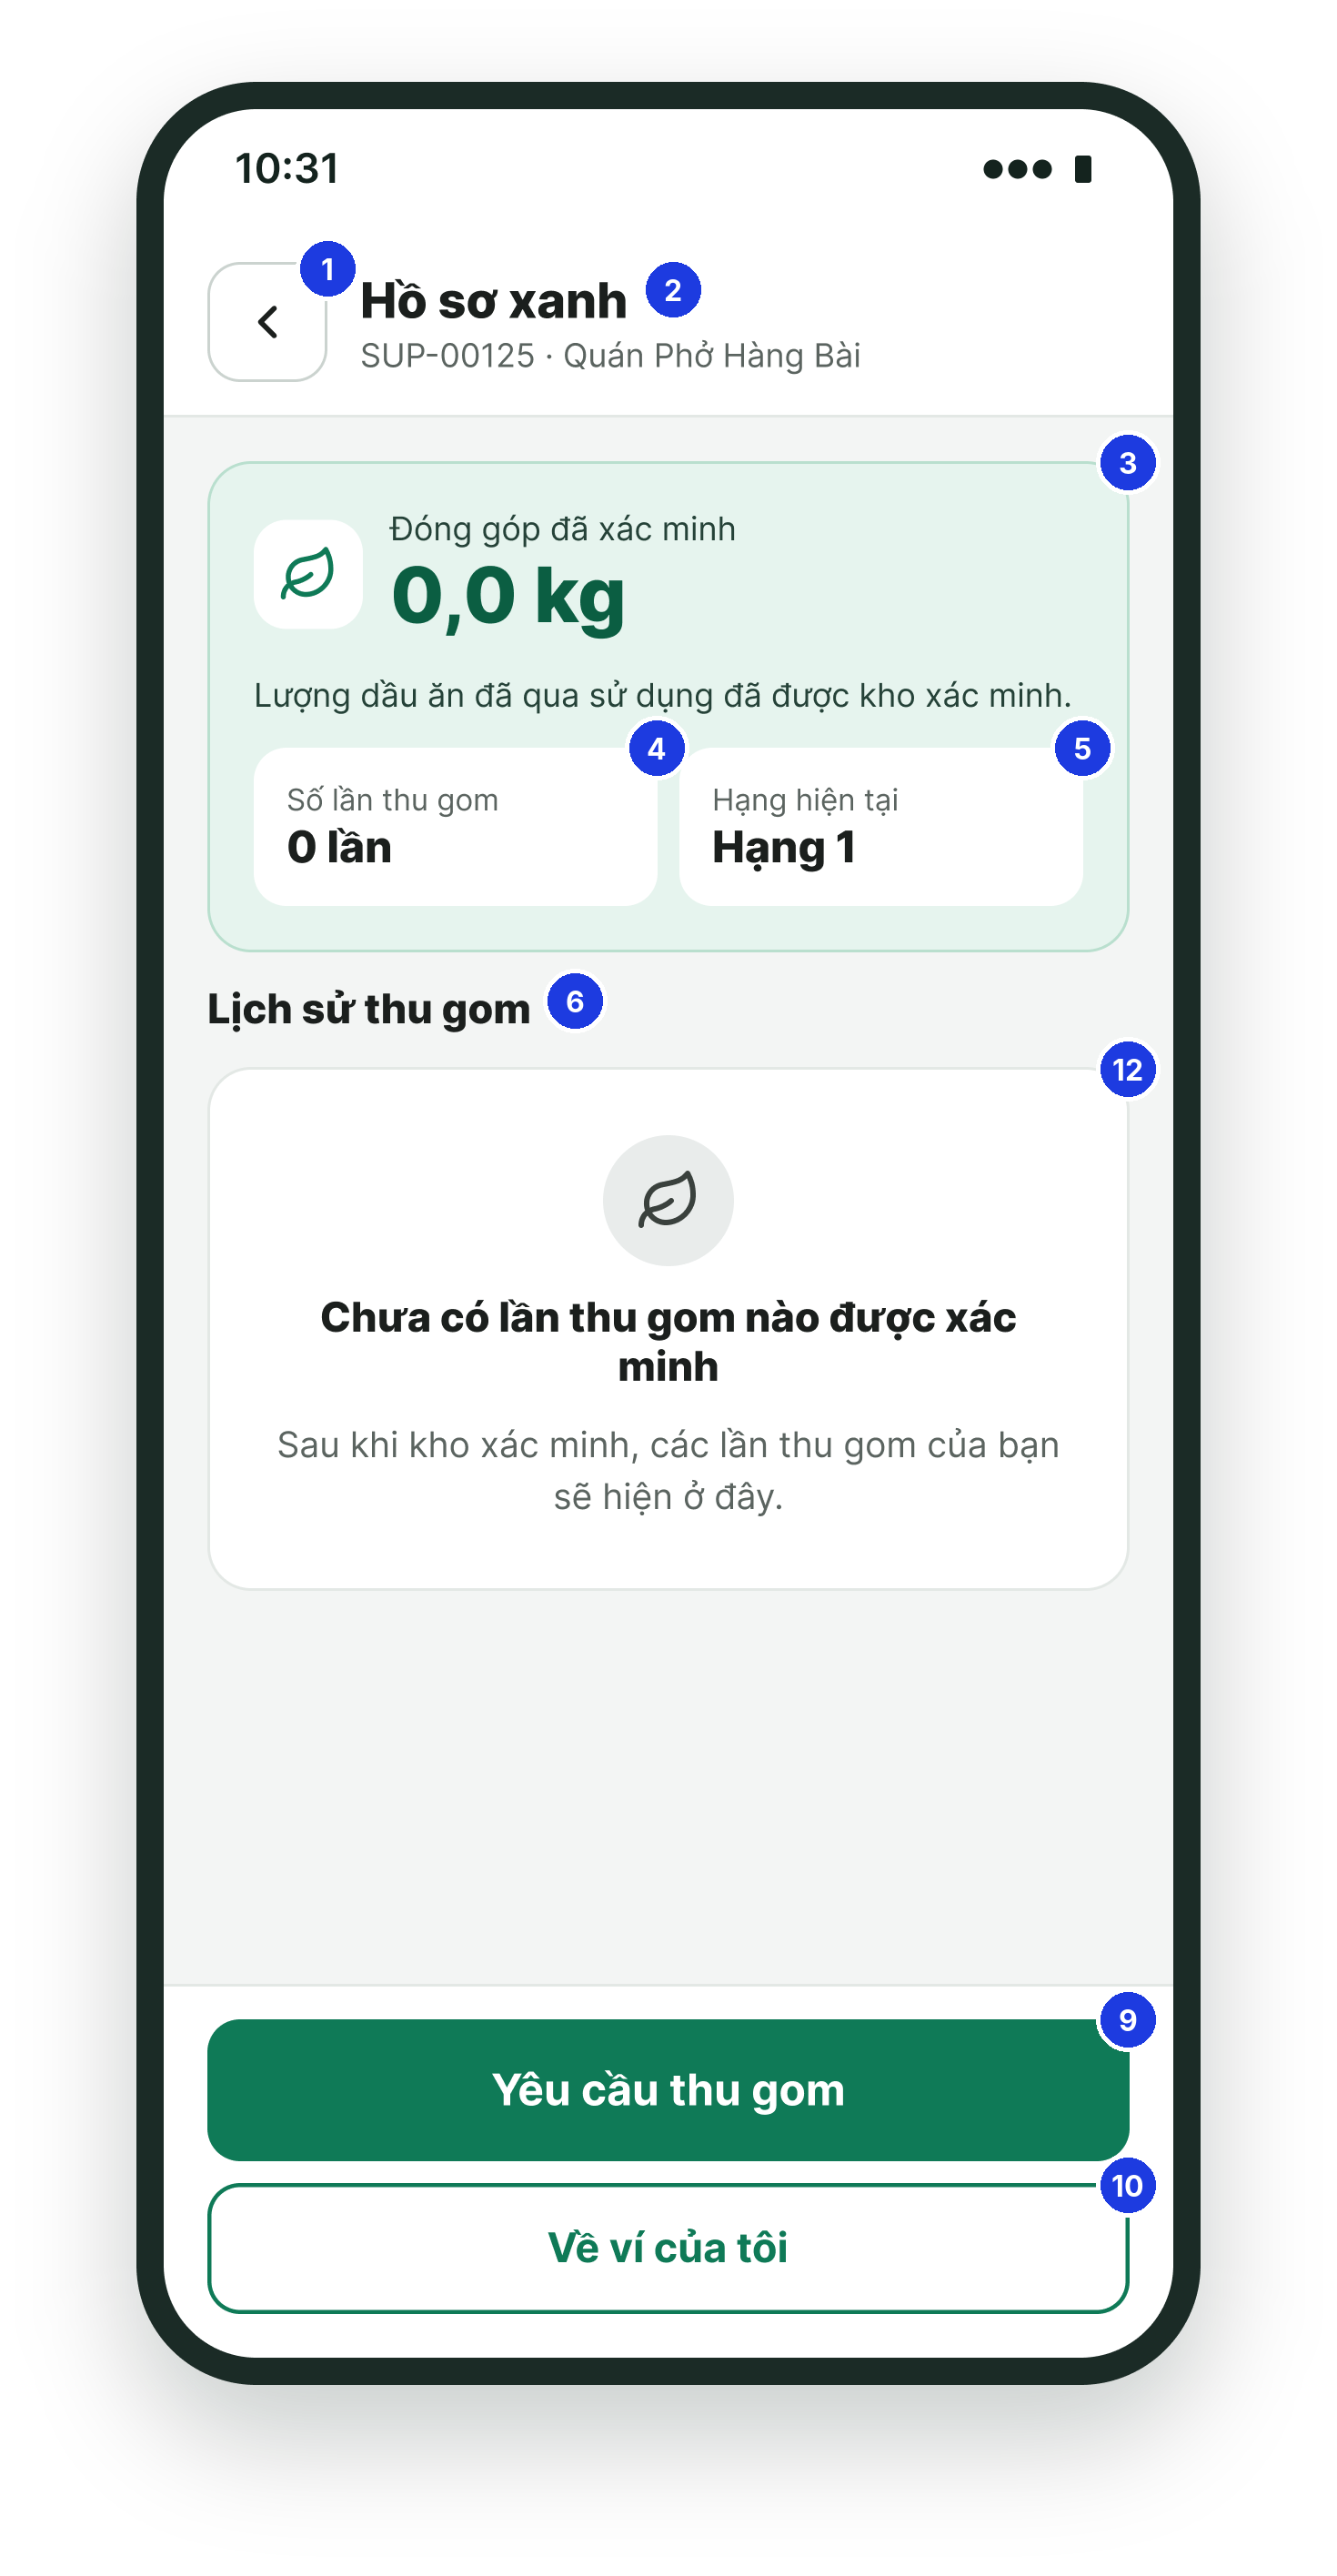 10:31
1
Hồ sơ xanh 2
SUP-00125 · Quán Phở Hàng Bài
3
Đóng góp đã xác minh
0,0 kg
Lượng dầu ăn đã qua sử dụng đã được kho xác minh.
4
5
Số lần thu gom
0 lần
Hạng hiện tại
Hạng 1
Lịch sử thu gom 6
12
Chưa có lần thu gom nào được xác
minh
Sau khi kho xác minh, các lần thu gom của bạn
sẽ hiện ở đây.
9
Yêu cầu thu gom
10
Về ví của tôi